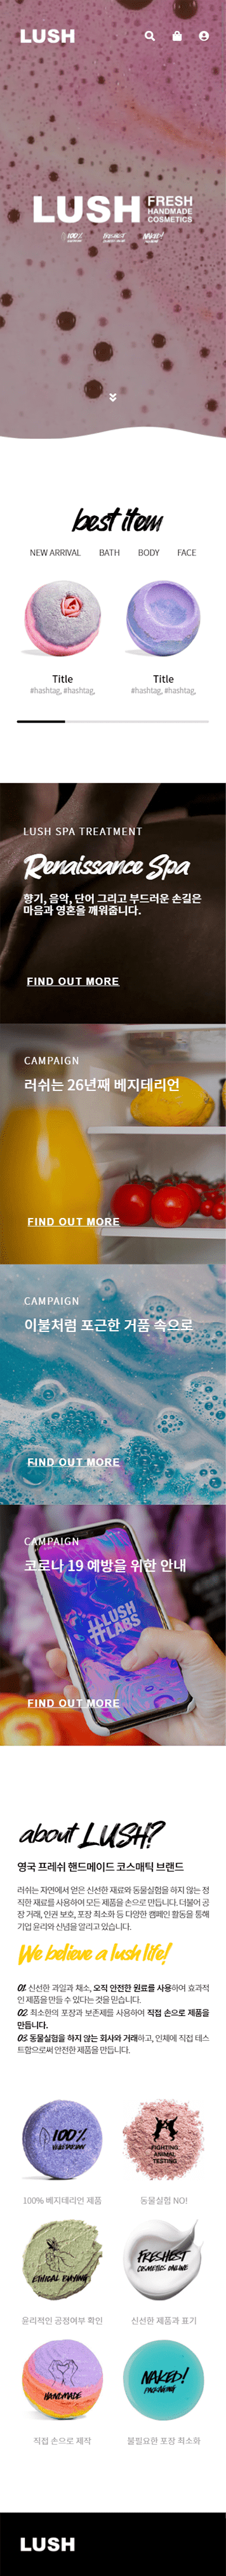 LUSH
LUSH FRESH
HANDMADE
COSMETICS
100%
FRESHEST
NAKED!
best item
NEW ARRIVAL BATH BODY FACE
Title Title
#hashtag, #hashtag, #hashtag, #hashtag,
LUSH SPA TREATMENT
Renaissance Spa
향기, 음악, 단어 그리고 부드러운 손길은
마음과 영혼을 깨워줍니다.
FIND OUT MORE
CAMPAIGN
러쉬는 26년째 베지테리언
FIND OUT MORE
CAMPAIGN
이불처럼 포근한 거품 속으로
FIND OUT MORE
CAMPAIGN
코로나 19 예방을 위한 안내
#LUSH
LABS
FIND OUT MORE
about LUSH?
영국 프레쉬 핸드메이드 코스매틱 브랜드
러쉬는 자연에서 얻은 신선한 재료와 동물실험을 하지 않는 정
직한 재료를 사용하여 모든 제품을 손으로 만듭니다. 더불어 공
장 거래, 인권 보호, 포장 최소화 등 다양한 캠페인 활동을 통해
기업 윤리와 신념을 알리고 있습니다.
We believe a lush life!
01. 신선한 과일과 채소, 오직 안전한 원료를 사용하여 효과적
인 제품을 만들 수 있다는 것을 믿습니다.
02. 최소한의 포장과 보존제를 사용하여 직접 손으로 제품을
만듭니다.
03. 동물실험을 하지 않는 회사와 거래하고, 인체에 직접 테스
트함으로써 안전한 제품을 만듭니다.
100%
VEGETARIAN
FIGHTING
ANIMAL
TESTING
100% 베지테리안 제품 동물실험 NO!
ETHICAL BUYING
FRESHEST
COSMETICS ONLINE
윤리적인 공정여부 확인 신선한 제품과 표기
HANDMADE
NAKED!
PACKAGING
직접 손으로 제작 불필요한 포장 최소화
LUSH